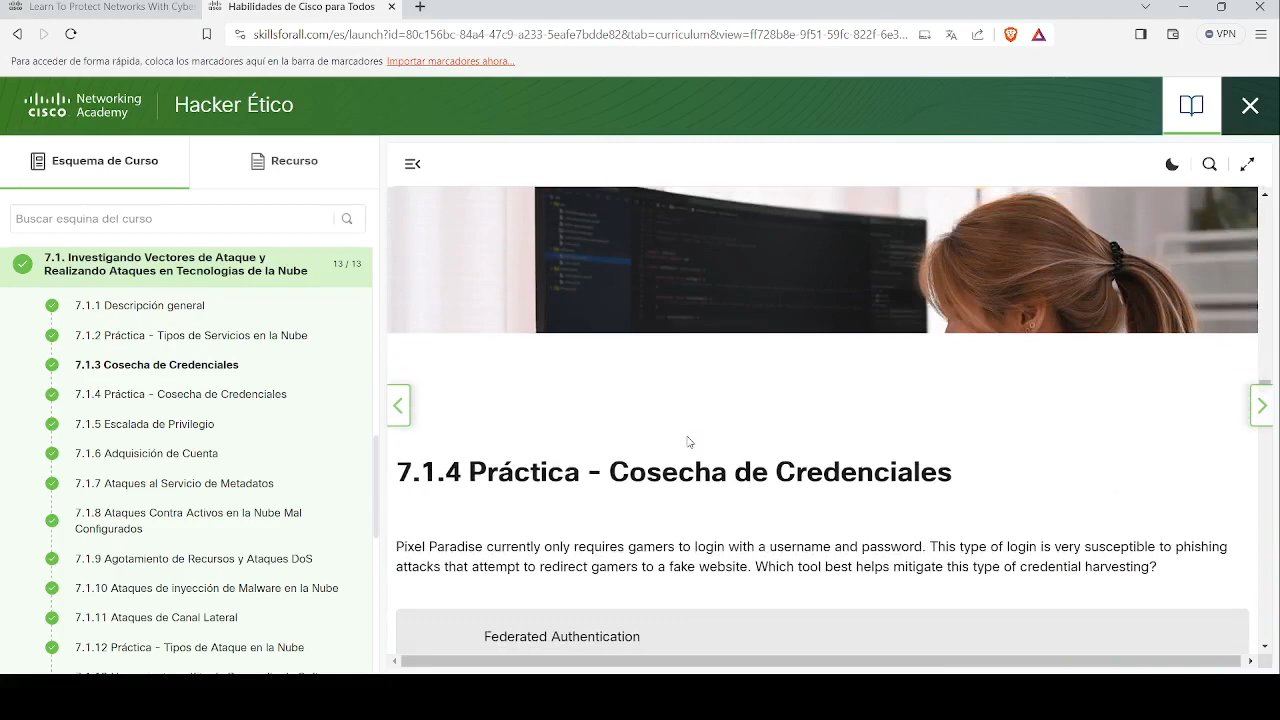 Learn To Protect Networks With Cyber
Habilidades de Cisco para Todos
skillsforall.com/es/launch?id=80c156bc-84a4-47c9-a233-5eafe7bdde82&tab=curriculum&view=ff728b8e-9f51-59fc-822f-6e3...
VPN
Para acceder de forma rápida, coloca los marcadores aquí en la barra de marcadores Importar marcadores ahora...
CISCO Networking Academy
Hacker Ético
Esquema de Curso
Recurso
Buscar esquina del curso
7.1. Investigando Vectores de Ataque y
Realizando Ataques en Tecnologías de la Nube
13 / 13
7.1.1 Descripción general
7.1.2 Práctica - Tipos de Servicios en la Nube
7.1.3 Cosecha de Credenciales
7.1.4 Práctica - Cosecha de Credenciales
7.1.5 Escalada de Privilegio
7.1.6 Adquisición de Cuenta
7.1.7 Ataques al Servicio de Metadatos
7.1.8 Ataques Contra Activos en la Nube Mal
Configurados
7.1.9 Agotamiento de Recursos y Ataques DoS
7.1.10 Ataques de inyección de Malware en la Nube
7.1.11 Ataques de Canal Lateral
7.1.12 Práctica - Tipos de Ataque en la Nube
7.1.4 Práctica - Cosecha de Credenciales
Pixel Paradise currently only requires gamers to login with a username and password. This type of login is very susceptible to phishing
attacks that attempt to redirect gamers to a fake website. Which tool best helps mitigate this type of credential harvesting?
Federated Authentication